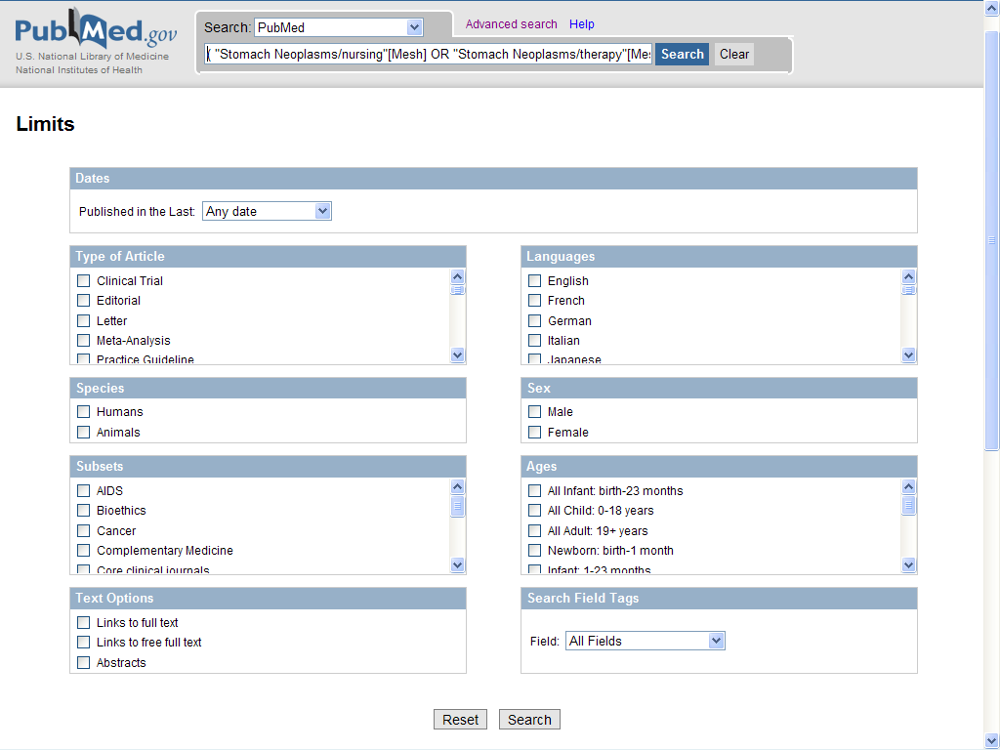 PubMed.gov
U.S. National Library of Medicine
National Institutes of Health
Search: PubMed
Advanced search Help
( "Stomach Neoplasms/nursing"[Mesh] OR "Stomach Neoplasms/therapy"[Mes
Search Clear
Limits
Dates
Published in the Last: Any date
Type of Article
Clinical Trial
Editorial
Letter
Meta-Analysis
Practice Guideline
Languages
English
French
German
Italian
Japanese
Species
Humans
Animals
Sex
Male
Female
Subsets
AIDS
Bioethics
Cancer
Complementary Medicine
Core clinical journals
Ages
All Infant: birth-23 months
All Child: 0-18 years
All Adult: 19+ years
Newborn: birth-1 month
Infant: 1-23 months
Text Options
Links to full text
Links to free full text
Abstracts
Search Field Tags
Field: All Fields
Reset Search